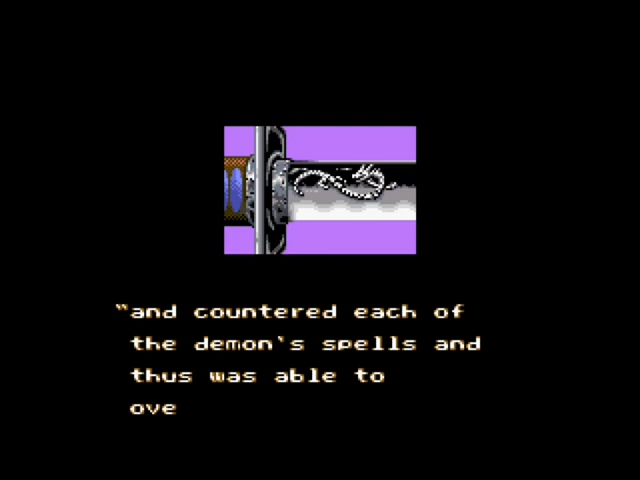 "and countered each of
the demon's spells and
thus was able to
ove